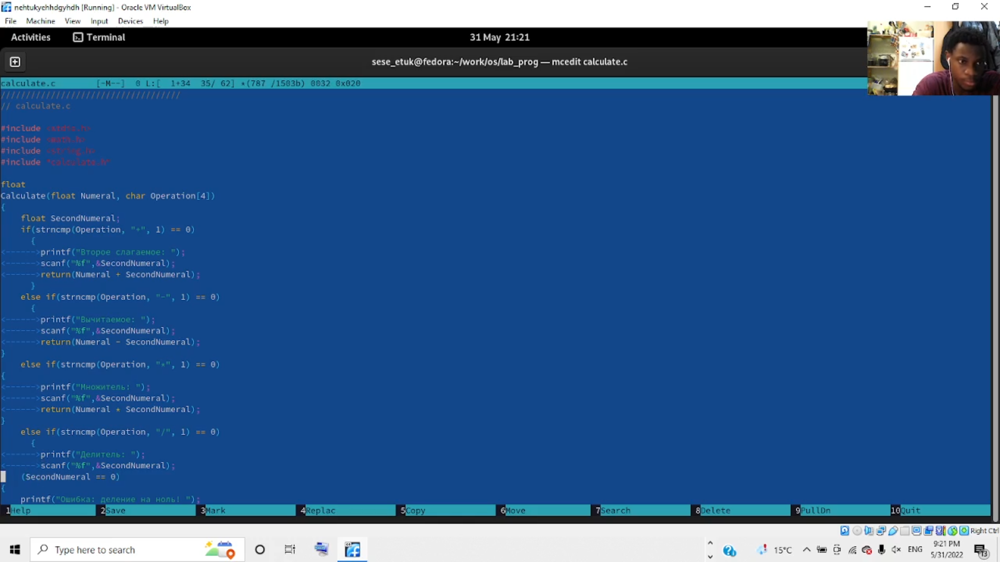 nehtukyehhdgyhdh [Running] - Oracle VM VirtualBox
File Machine View Input Devices Help
Activities Terminal 31 May 21:21
sese_etuk@fedora:~/work/os/lab_prog — mcedit calculate.c
calculate.c [-M--] 0 L:[ 1+34 35/ 62] *(787 /1503b) 0032 0x020
////////////////////////////////////
// calculate.c
#include <stdio.h>
#include <math.h>
#include <string.h>
#include "calculate.h"
float
Calculate(float Numeral, char Operation[4])
{
float SecondNumeral;
if(strncmp(Operation, "+", 1) == 0)
{
<------>printf("Второе слагаемое: ");
<------>scanf("%f",&SecondNumeral);
<------>return(Numeral + SecondNumeral);
}
else if(strncmp(Operation, "-", 1) == 0)
{
<------>printf("Вычитаемое: ");
<------>scanf("%f",&SecondNumeral);
<------>return(Numeral - SecondNumeral);
}
else if(strncmp(Operation, "*", 1) == 0)
{
<------>printf("Множитель: ");
<------>scanf("%f",&SecondNumeral);
<------>return(Numeral * SecondNumeral);
}
else if(strncmp(Operation, "/", 1) == 0)
{
<------>printf("Делитель: ");
<------>scanf("%f",&SecondNumeral);
(SecondNumeral == 0)
{
printf("Ошибка: деление на ноль! ");
1Help 2Save 3Mark 4Replac 5Copy 6Move 7Search 8Delete 9PullDn 10Quit
Right Ctrl
Type here to search 15°C ENG 9:21 PM
5/31/2022 13